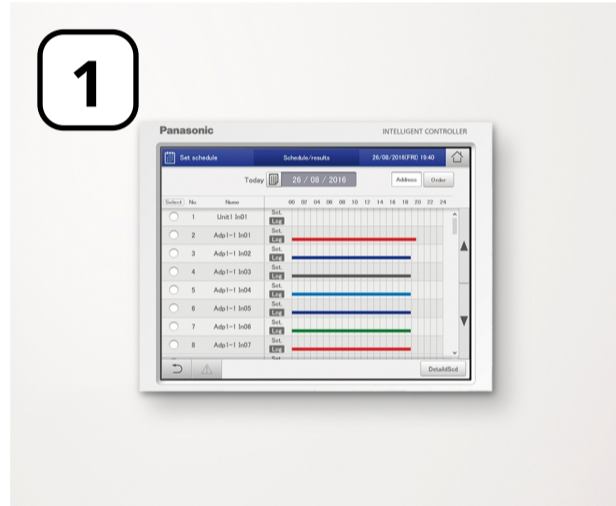 1
Panasonic INTELLIGENT CONTROLLER
Set schedule Schedule/results 26/08/2016(FRI) 19:40
Today 26 / 08 / 2016 Address Order
Select No. Name 00 02 04 06 08 10 12 14 16 18 20 22 24
1 Unit1 In01 Set. Log
2 Adp1-1 In01 Set. Log
3 Adp1-1 In02 Set. Log
4 Adp1-1 In03 Set. Log
5 Adp1-1 In04 Set. Log
6 Adp1-1 In05 Set. Log
7 Adp1-1 In06 Set. Log
8 Adp1-1 In07 Set. Log
Set
DetaildScd